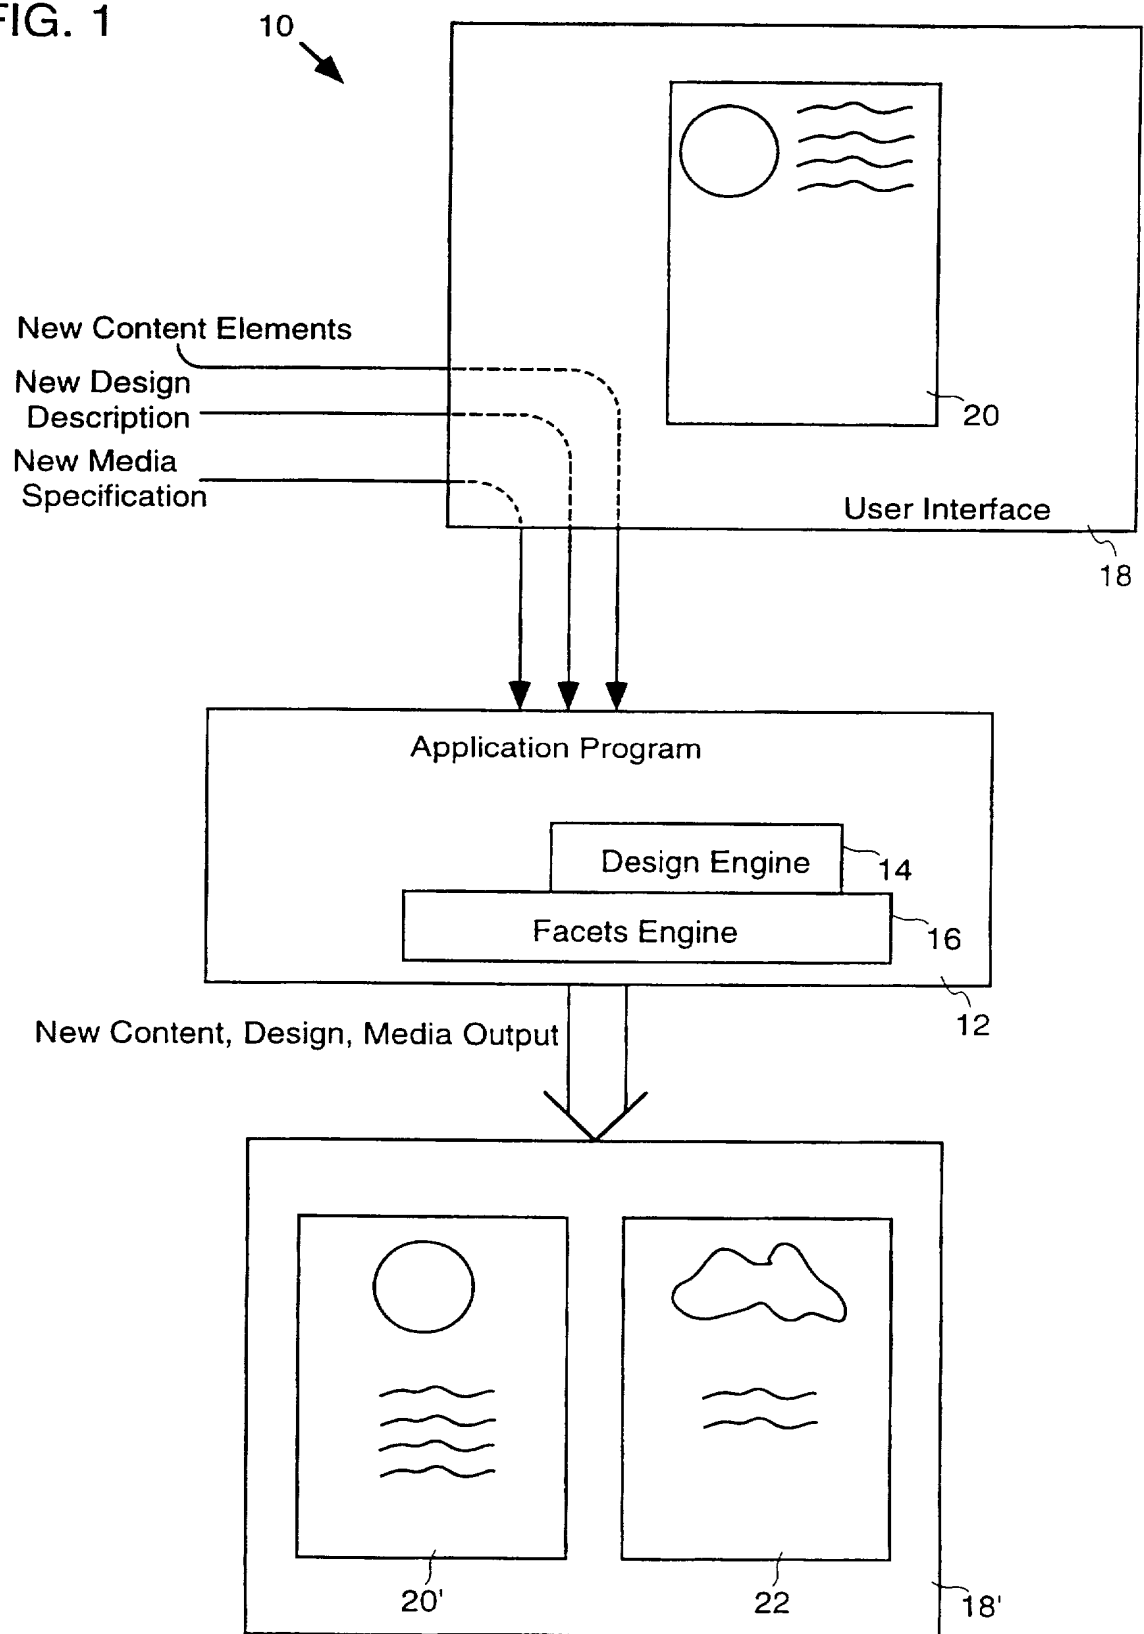 FIG. 1
10
New Content Elements
New Design
Description
New Media
Specification
20
User Interface
18
Application Program
Design Engine
14
Facets Engine
16
12
New Content, Design, Media Output
20'
22
18'